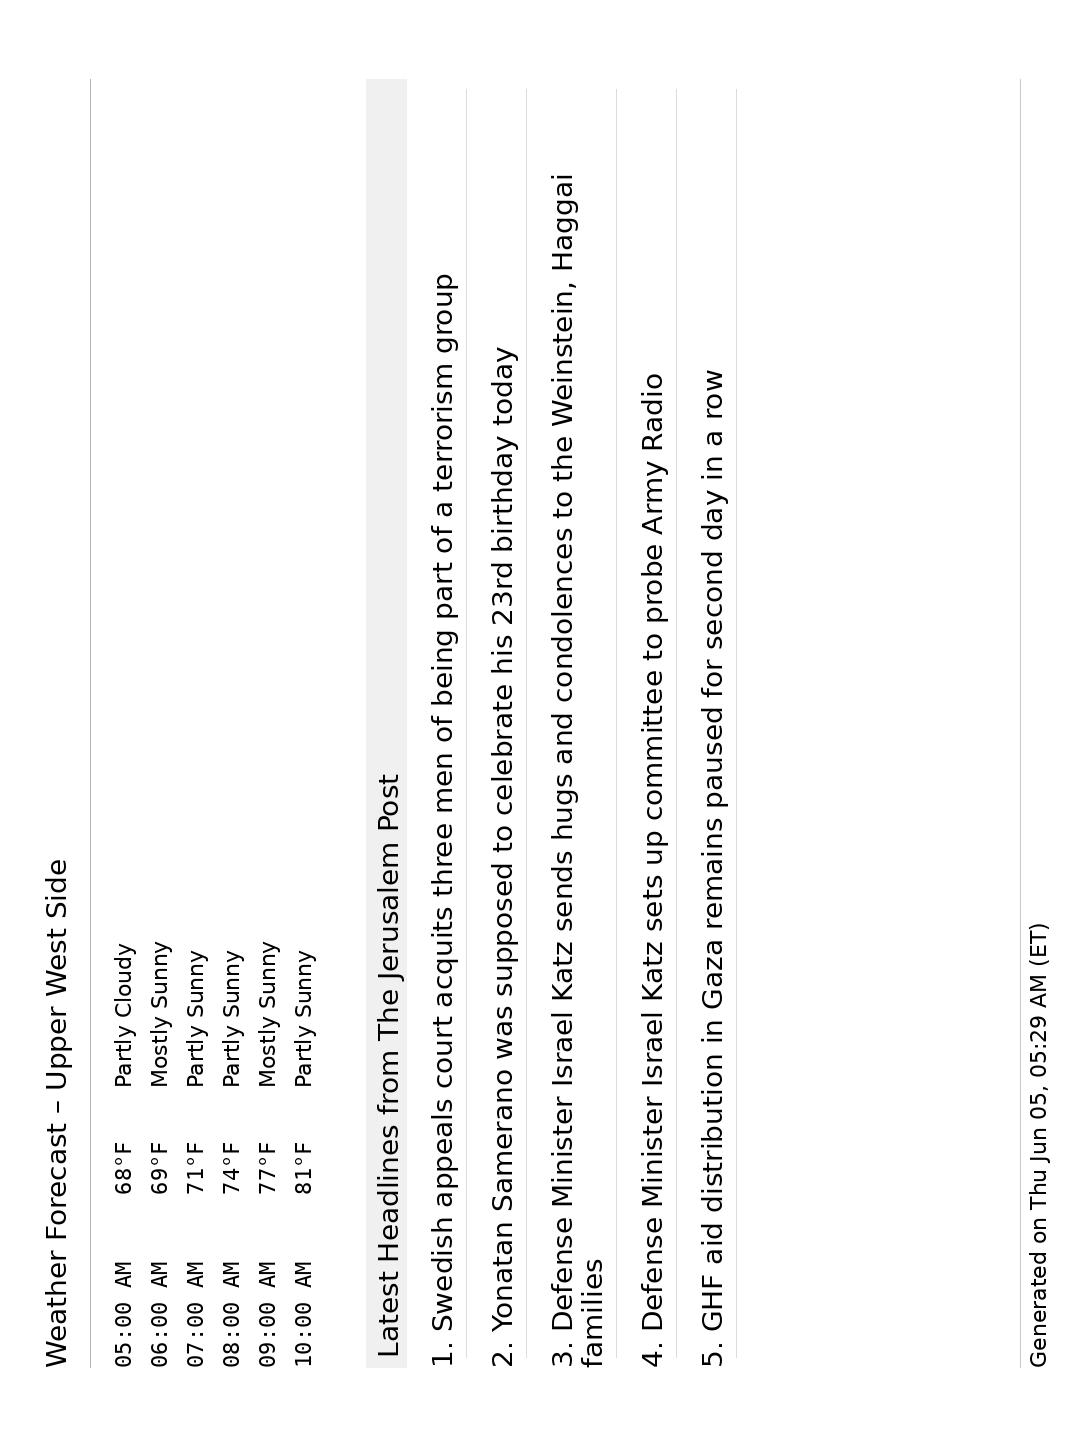 Weather Forecast – Upper West Side
05:00 AM 68°F Partly Cloudy
06:00 AM 69°F Mostly Sunny
07:00 AM 71°F Partly Sunny
08:00 AM 74°F Partly Sunny
09:00 AM 77°F Mostly Sunny
10:00 AM 81°F Partly Sunny
Latest Headlines from The Jerusalem Post
1. Swedish appeals court acquits three men of being part of a terrorism group
2. Yonatan Samerano was supposed to celebrate his 23rd birthday today
3. Defense Minister Israel Katz sends hugs and condolences to the Weinstein, Haggai
families
4. Defense Minister Israel Katz sets up committee to probe Army Radio
5. GHF aid distribution in Gaza remains paused for second day in a row
Generated on Thu Jun 05, 05:29 AM (ET)